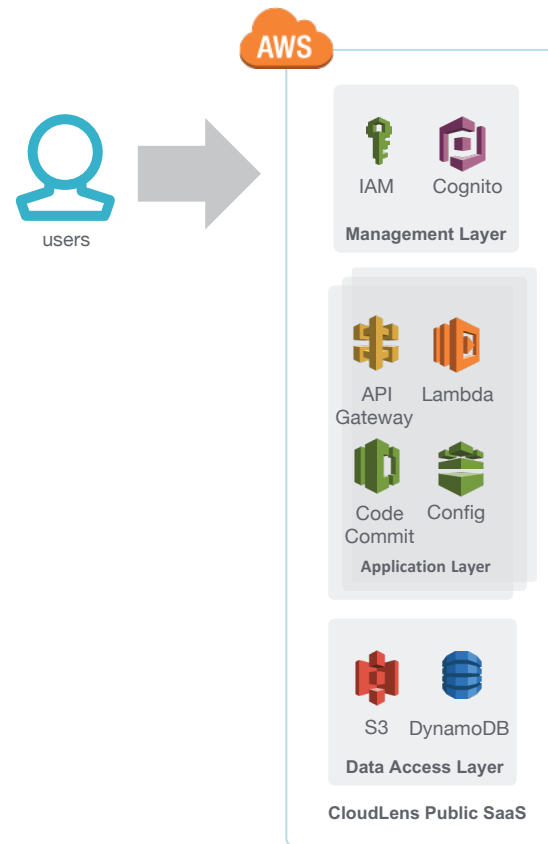 AWS
users
IAM Cognito
Management Layer
API Lambda
Gateway
Code Config
Commit
Application Layer
S3 DynamoDB
Data Access Layer
CloudLens Public SaaS